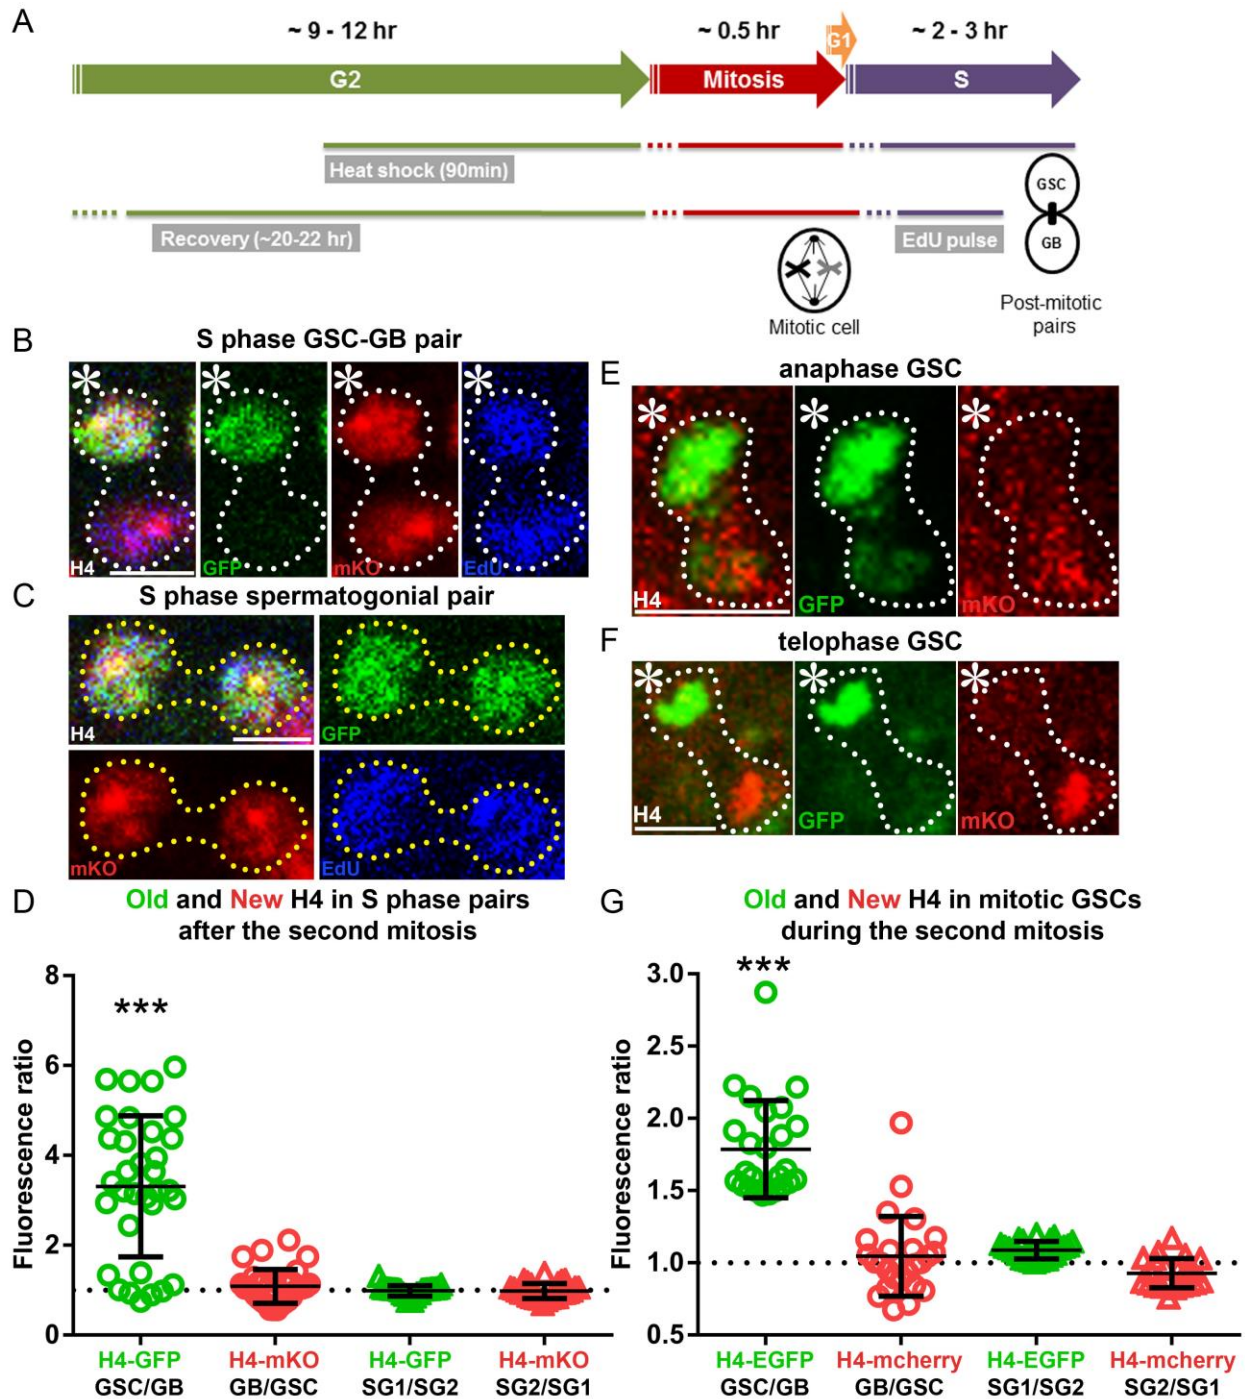 A
~ 9 - 12 hr
~ 0.5 hr
G1
~ 2 - 3 hr
G2
Mitosis
S
Heat shock (90min)
GSC
Recovery (~20-22 hr)
EdU pulse
GB
Mitotic cell
Post-mitotic
pairs
B
S phase GSC-GB pair
* * * *
H4 GFP mKO EdU
C
S phase spermatogonial pair
H4 GFP
mKO EdU
E
anaphase GSC
* * *
H4 GFP mKO
F
telophase GSC
* * *
H4 GFP mKO
D
Old and New H4 in S phase pairs
after the second mitosis
Fluorescence ratio
8
6
4
2
0
***
H4-GFP H4-mKO H4-GFP H4-mKO
GSC/GB GB/GSC SG1/SG2 SG2/SG1
G
Old and New H4 in mitotic GSCs
during the second mitosis
Fluorescence ratio
3.0
2.5
2.0
1.5
1.0
0.5
***
H4-EGFP H4-mcherry H4-EGFP H4-mcherry
GSC/GB GB/GSC SG1/SG2 SG2/SG1